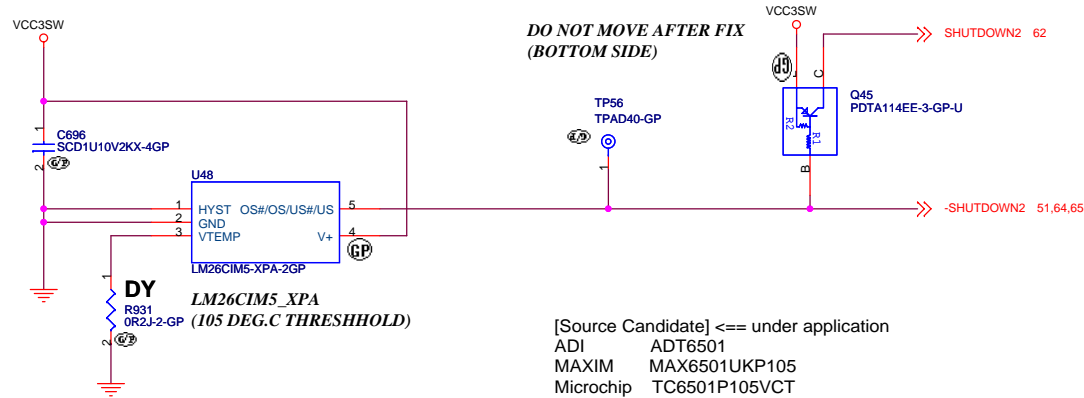 VCC3SW
DO NOT MOVE AFTER FIX
(BOTTOM SIDE)
VCC3SW
SHUTDOWN2 62
GP
C
Q45
PDTA114EE-3-GP-U
R2
R1
B
TP56
TPAD40-GP
G/P
1
1
C696
SCD1U10V2KX-4GP
2
G/P
U48
1 HYST OS#/OS/US#/US 5
2 GND
3 VTEMP V+ 4
GP
LM26CIM5-XPA-2GP
-SHUTDOWN2 51,64,65
1
DY
R931
0R2J-2-GP
2
G/P
LM26CIM5_XPA
(105 DEG.C THRESHHOLD)
[Source Candidate] <== under application
ADI ADT6501
MAXIM MAX6501UKP105
Microchip TC6501P105VCT